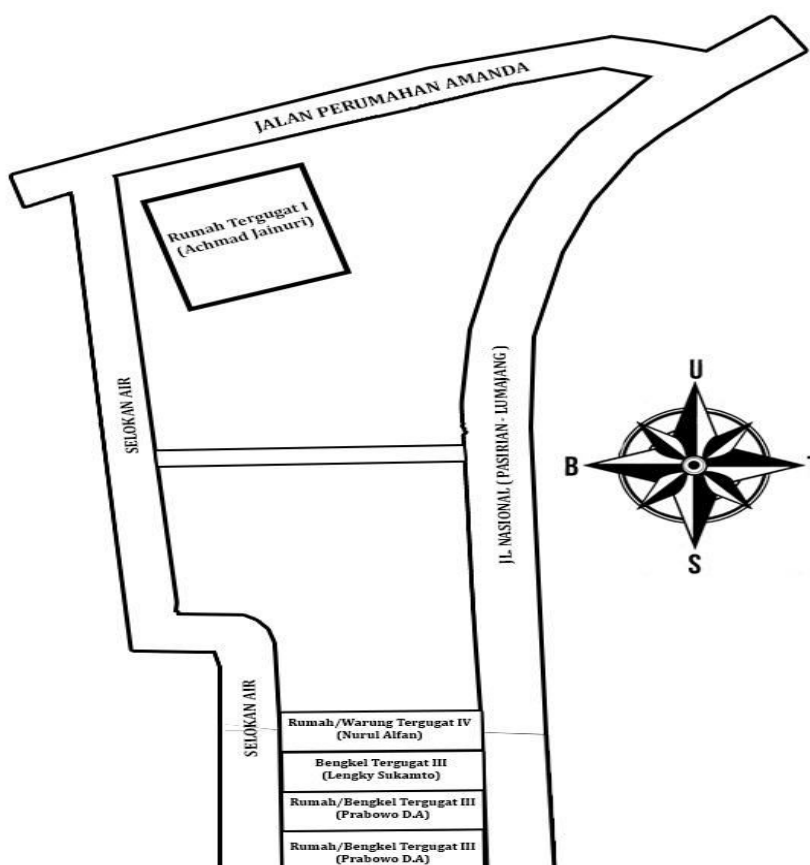 JALAN PERUMAHAN AMANDA
Rumah Tergugat I
(Achmad Jainuri)
SELOKAN AIR
JL. NASIONAL ( PASIRIAN - LUMAJANG )
U
B
T
S
SELOKAN AIR
Rumah/Warung Tergugat IV
(Nurul Alfan)
Bengkel Tergugat III
(Lengky Sukamto)
Rumah/Bengkel Tergugat III
(Prabowo D.A)
Rumah/Bengkel Tergugat III
(Prabowo D.A)